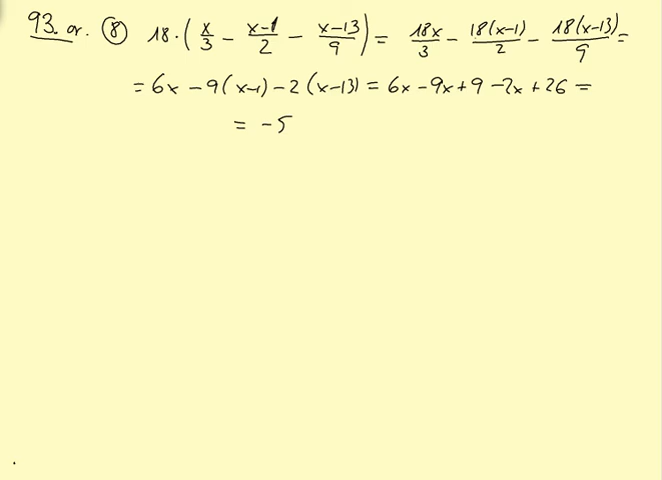 93. or. ⑧ 18·(x/3 − x−1/2 − x−13/9) = 18x/3 − 18(x−1)/2 − 18(x−13)/9 =
= 6x − 9(x−1) − 2(x−13) = 6x − 9x + 9 − 2x + 26 =
= −5